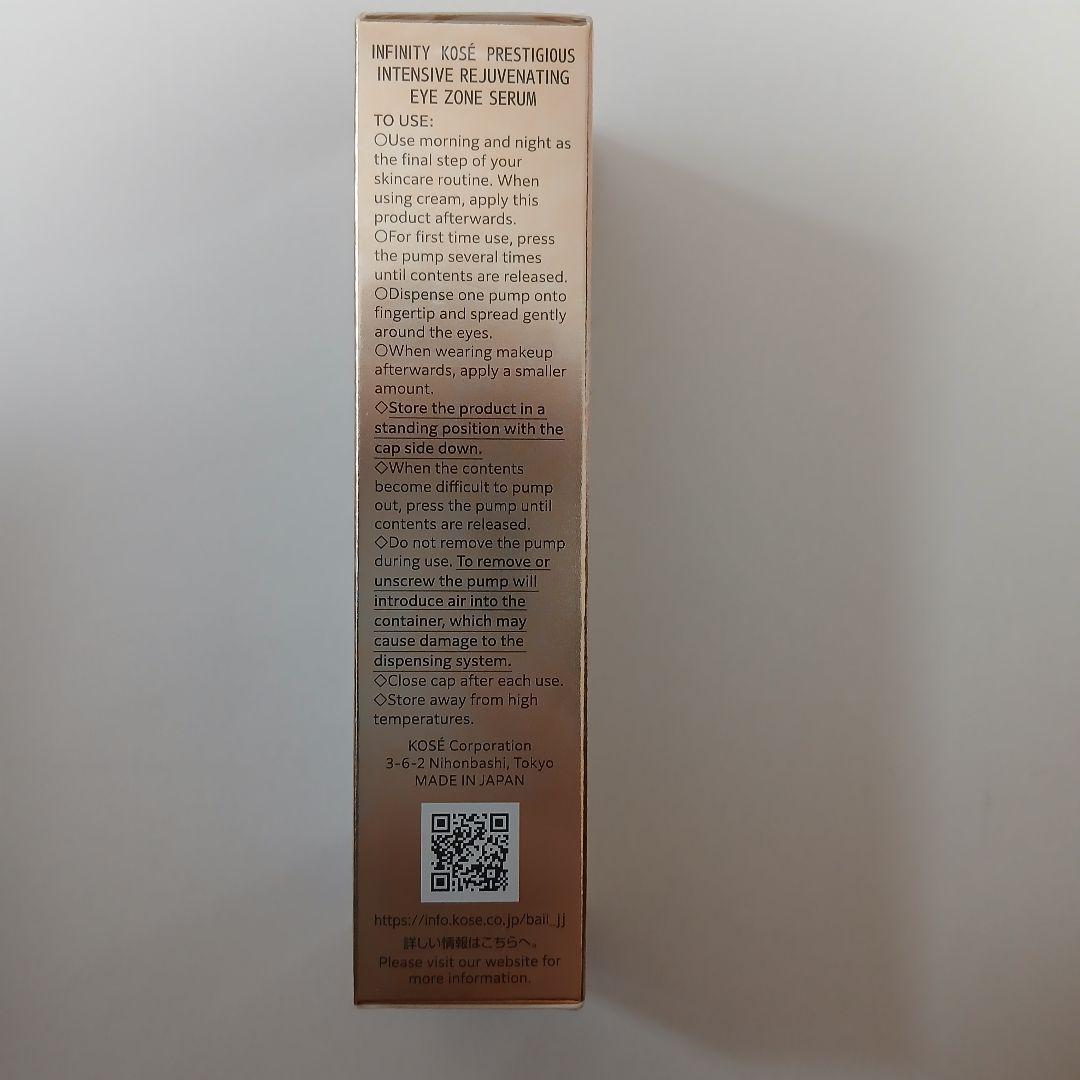 INFINITY KOSÉ PRESTIGIOUS
INTENSIVE REJUVENATING
EYE ZONE SERUM
TO USE:
○Use morning and night as
the final step of your
skincare routine. When
using cream, apply this
product afterwards.
○For first time use, press
the pump several times
until contents are released.
○Dispense one pump onto
fingertip and spread gently
around the eyes.
○When wearing makeup
afterwards, apply a smaller
amount.
◇Store the product in a
standing position with the
cap side down.
◇When the contents
become difficult to pump
out, press the pump until
contents are released.
◇Do not remove the pump
during use. To remove or
unscrew the pump will
introduce air into the
container, which may
cause damage to the
dispensing system.
◇Close cap after each use.
◇Store away from high
temperatures.
KOSÉ Corporation
3-6-2 Nihonbashi, Tokyo
MADE IN JAPAN
https://info.kose.co.jp/bail_jj
詳しい情報はこちらへ。
Please visit our website for
more information.